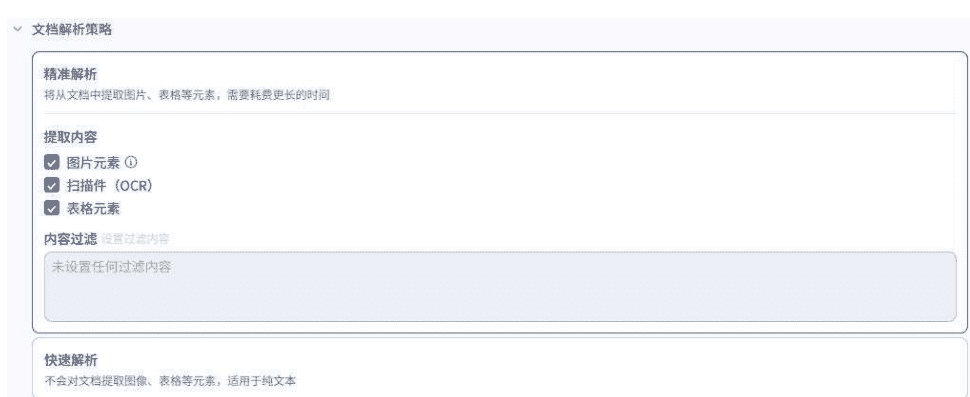 文档解析策略
精准解析
将从文档中提取图片、表格等元素，需要耗费更长的时间
提取内容
图片元素
扫描件（OCR）
表格元素
内容过滤 设置过滤内容
未设置任何过滤内容
快速解析
不会对文档提取图像、表格等元素，适用于纯文本